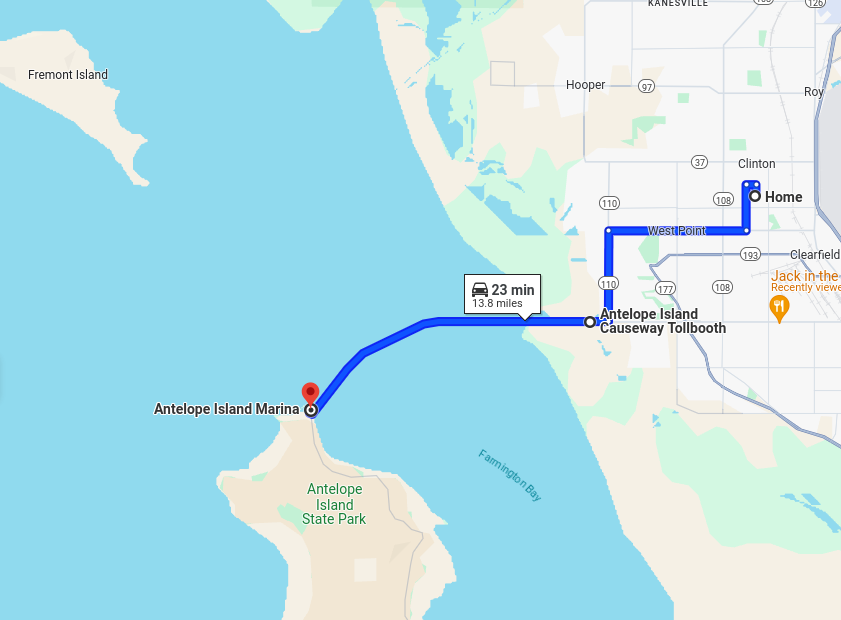 KANESVILLE
126
Fremont Island
Hooper
97
Roy
37
Clinton
108
Home
110
West Point
193
Clearfield
Jack in the
Recently viewe
23 min
13.8 miles
110
177
108
Antelope Island
Causeway Tollbooth
Antelope Island Marina
Farmington Bay
Antelope
Island
State Park